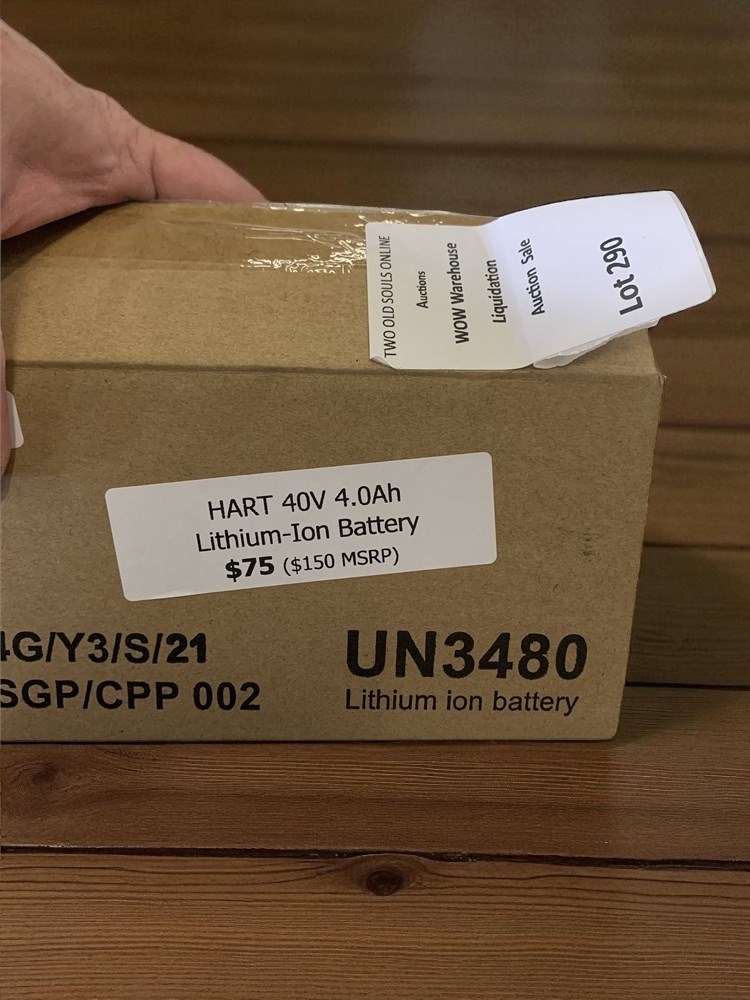 TWO OLD SOULS ONLINE
Auctions
WOW Warehouse
Liquidation
Auction Sale
Lot 290
HART 40V 4.0Ah
Lithium-Ion Battery
$75 ($150 MSRP)
4G/Y3/S/21
SGP/CPP 002
UN3480
Lithium ion battery